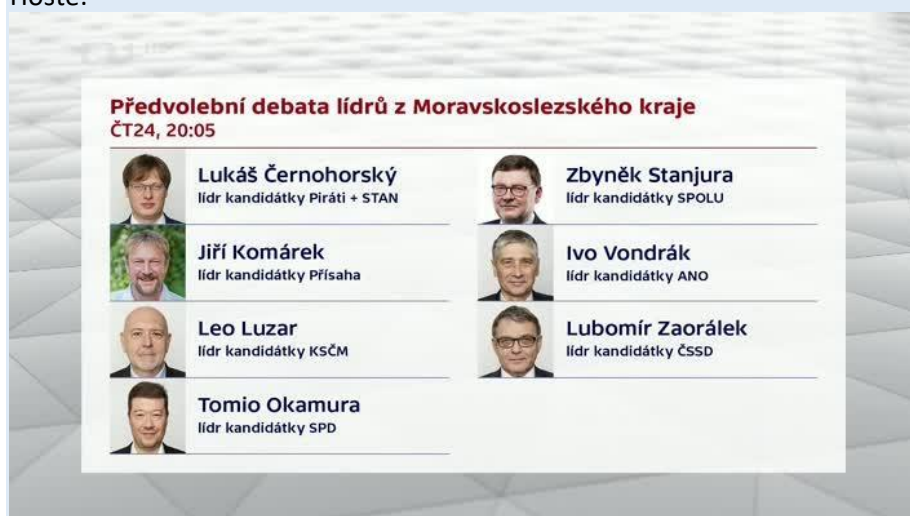 Předvolební debata lídrů z Moravskoslezského kraje
ČT24, 20:05
Lukáš Černohorský
lídr kandidátky Piráti + STAN
Jiří Komárek
lídr kandidátky Přísaha
Leo Luzar
lídr kandidátky KSČM
Tomio Okamura
lídr kandidátky SPD
Zbyněk Stanjura
lídr kandidátky SPOLU
Ivo Vondrák
lídr kandidátky ANO
Lubomír Zaorálek
lídr kandidátky ČSSD